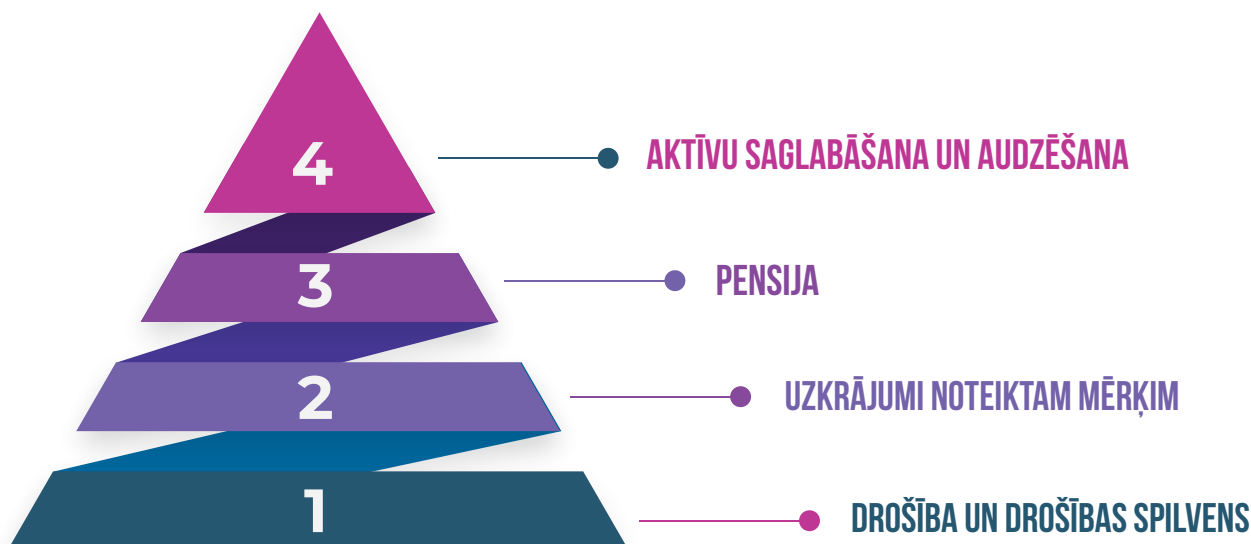 4
AKTĪVU SAGLABĀŠANA UN AUDZĒŠANA
3
PENSIJA
2
UZKRĀJUMI NOTEIKTAM MĒRĶIM
1
DROŠĪBA UN DROŠĪBAS SPILVENS